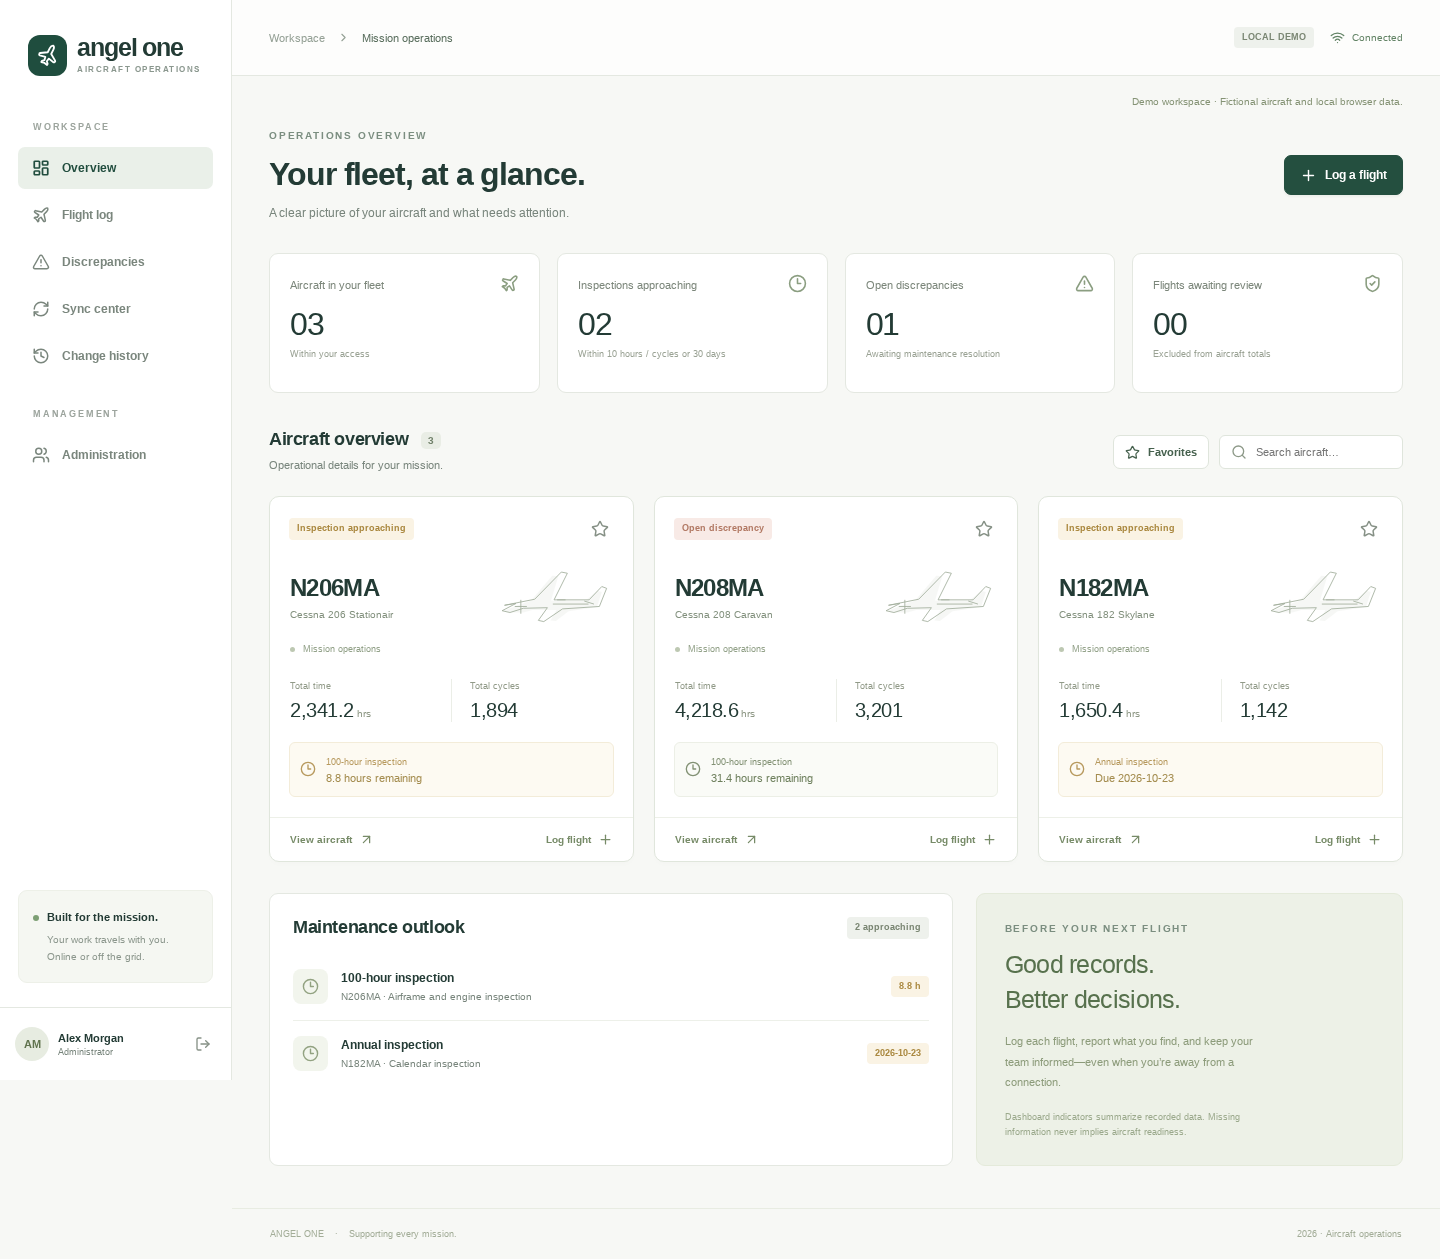 angel one
AIRCRAFT OPERATIONS
WORKSPACE
Overview
Flight log
Discrepancies
Sync center
Change history
MANAGEMENT
Administration
Built for the mission.
Your work travels with you.
Online or off the grid.
AM
Alex Morgan
Administrator
Workspace
Mission operations
LOCAL DEMO
Connected
Demo workspace · Fictional aircraft and local browser data.
OPERATIONS OVERVIEW
Your fleet, at a glance.
A clear picture of your aircraft and what needs attention.
Log a flight
Aircraft in your fleet
03
Within your access
Inspections approaching
02
Within 10 hours / cycles or 30 days
Open discrepancies
01
Awaiting maintenance resolution
Flights awaiting review
00
Excluded from aircraft totals
Aircraft overview 3
Operational details for your mission.
Favorites
Search aircraft…
Inspection approaching
N206MA
Cessna 206 Stationair
Mission operations
Total time
2,341.2 hrs
Total cycles
1,894
100-hour inspection
8.8 hours remaining
View aircraft
Log flight
Open discrepancy
N208MA
Cessna 208 Caravan
Mission operations
Total time
4,218.6 hrs
Total cycles
3,201
100-hour inspection
31.4 hours remaining
View aircraft
Log flight
Inspection approaching
N182MA
Cessna 182 Skylane
Mission operations
Total time
1,650.4 hrs
Total cycles
1,142
Annual inspection
Due 2026-10-23
View aircraft
Log flight
Maintenance outlook
2 approaching
100-hour inspection
N206MA · Airframe and engine inspection
8.8 h
Annual inspection
N182MA · Calendar inspection
2026-10-23
BEFORE YOUR NEXT FLIGHT
Good records.
Better decisions.
Log each flight, report what you find, and keep your
team informed—even when you're away from a
connection.
Dashboard indicators summarize recorded data. Missing
information never implies aircraft readiness.
ANGEL ONE · Supporting every mission.
2026 · Aircraft operations